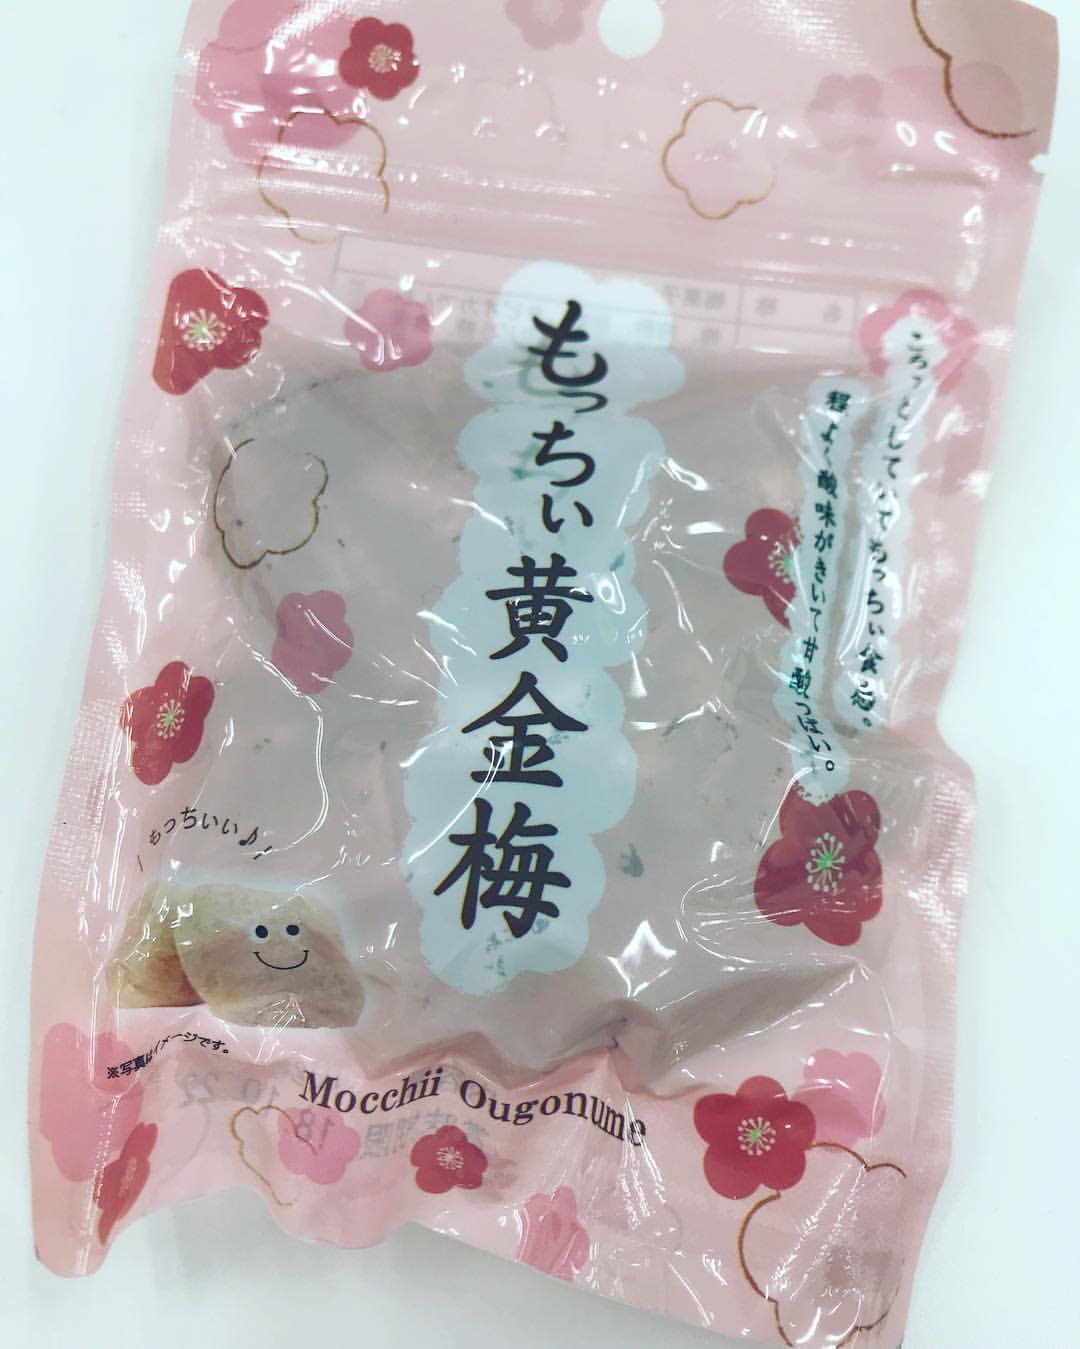 ころっとしていてもっちぃ食感。
程よく酸味がきいて甘酸っぱい。
もっちぃ黄金梅
もっちいい♪
※写真はイメージです。
Mocchii Ougonume